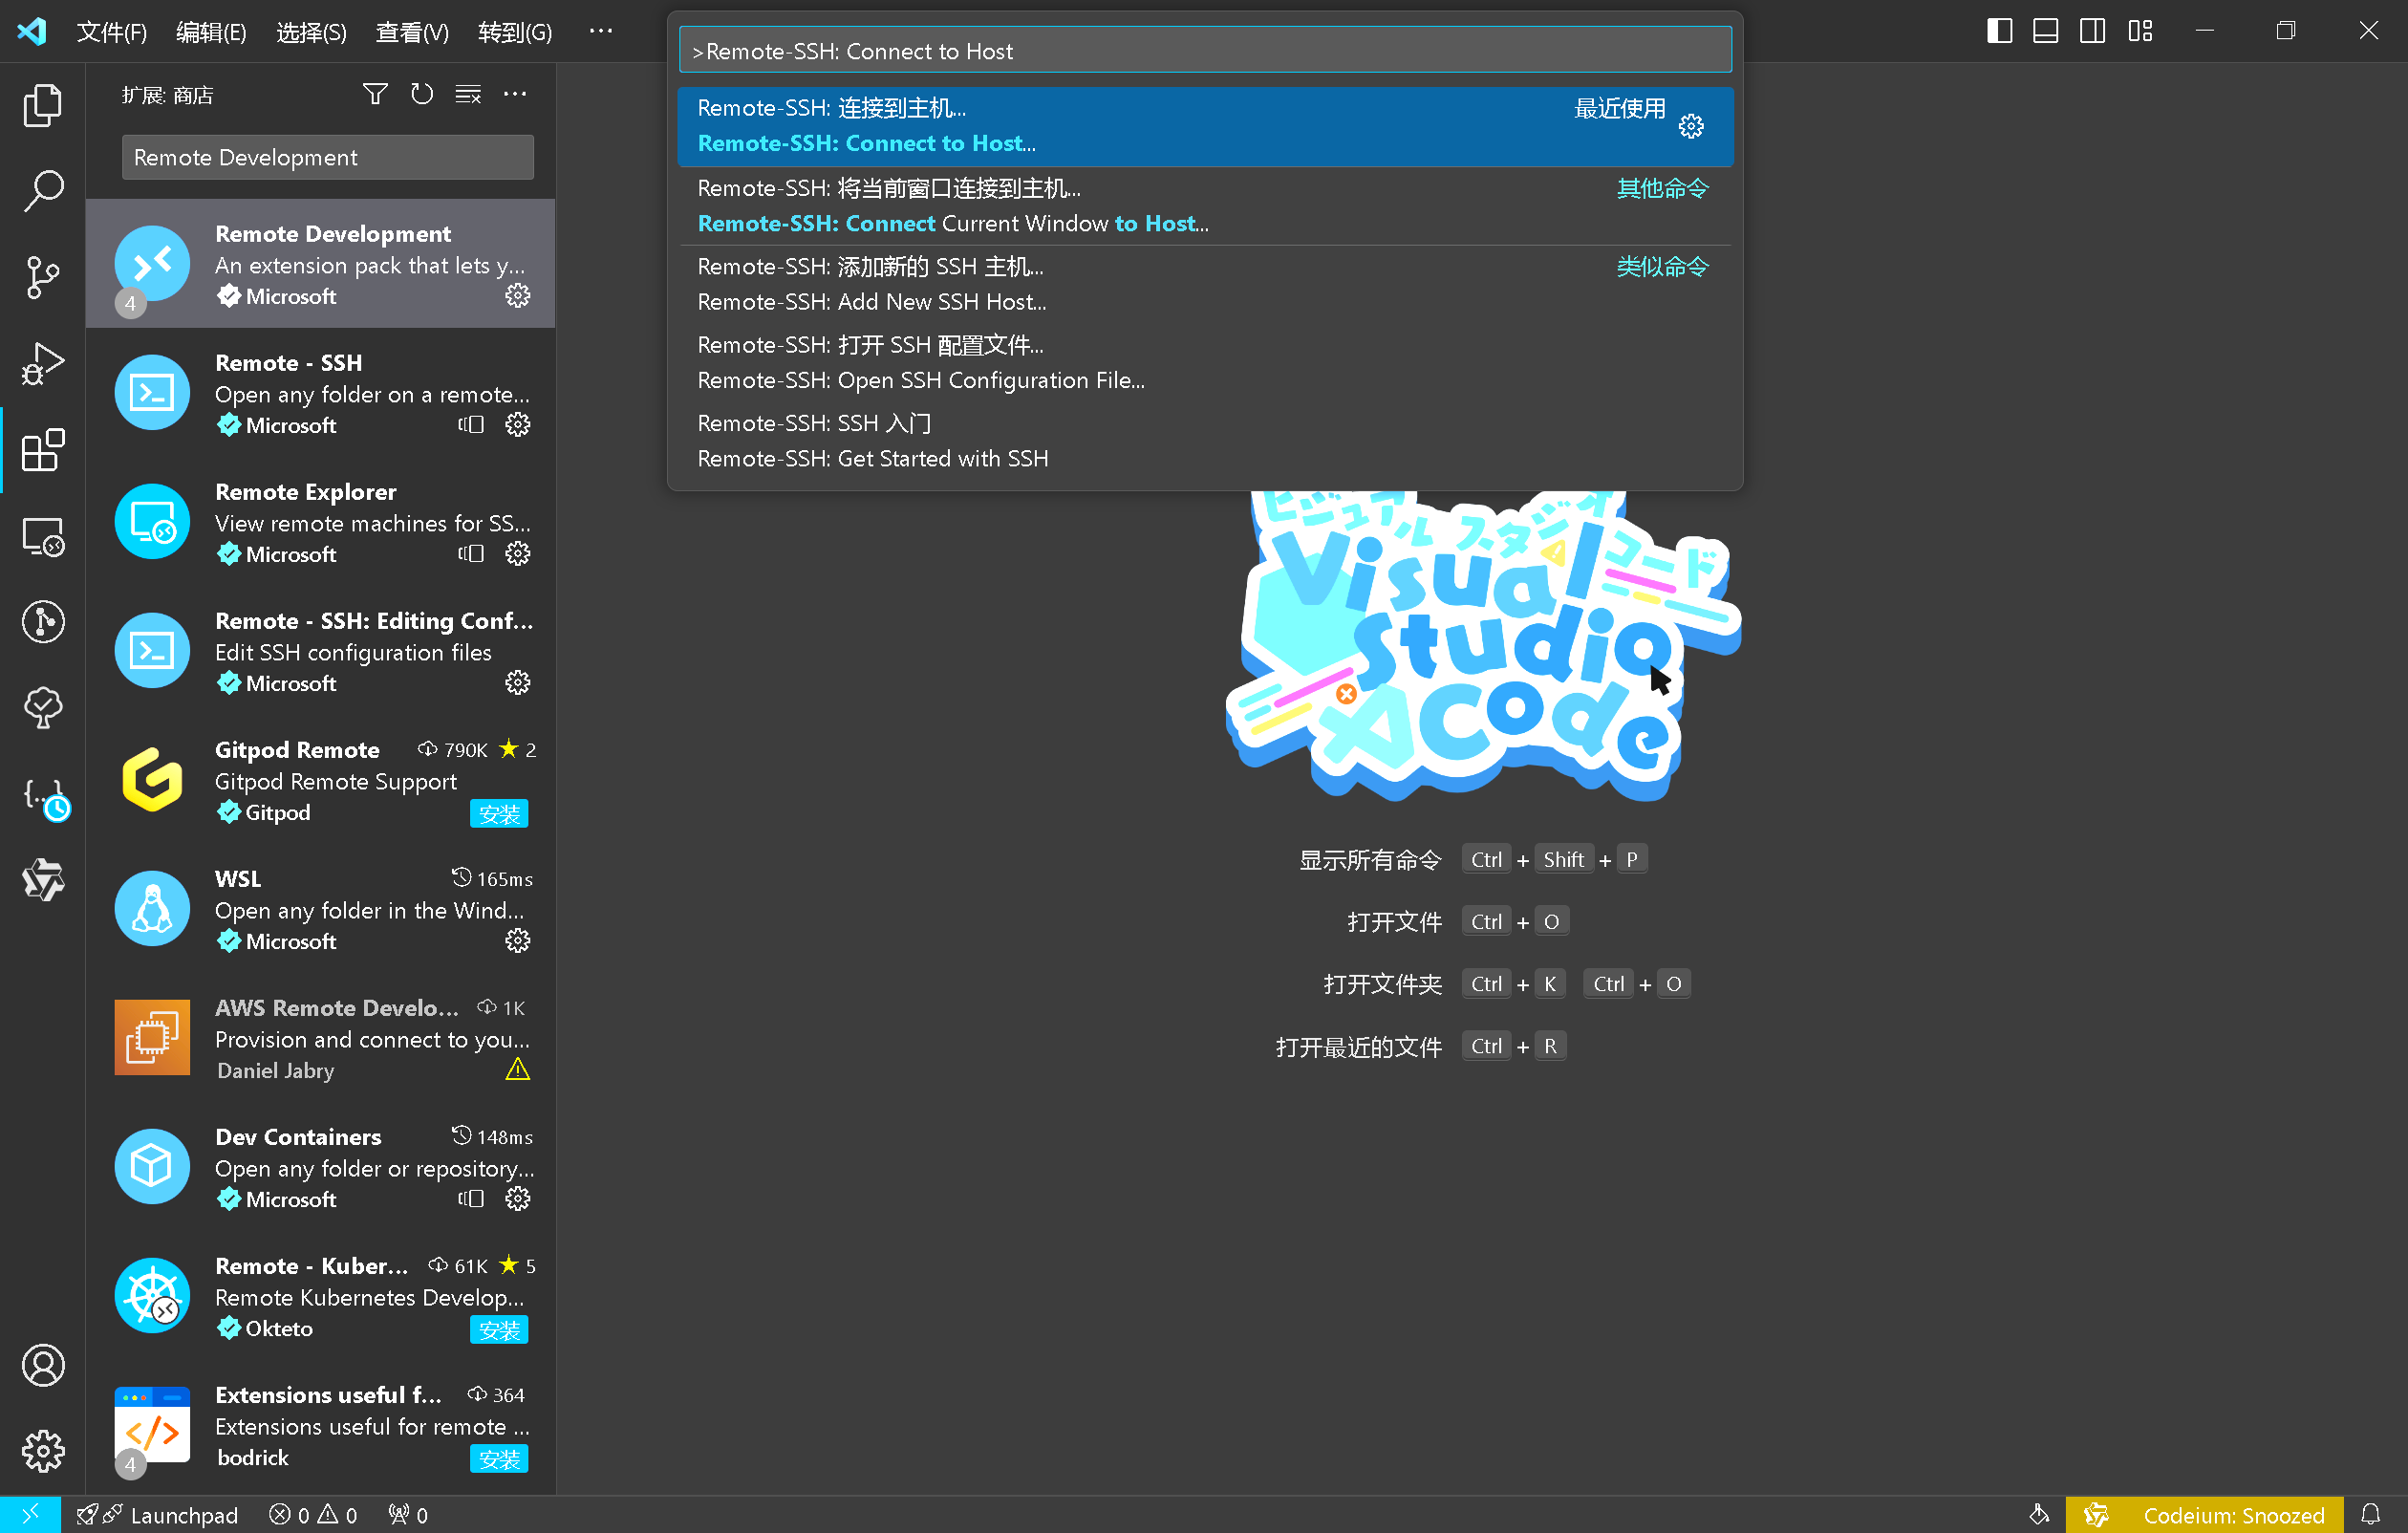 文件(F) 编辑(E) 选择(S) 查看(V) 转到(G) ···
>Remote-SSH: Connect to Host
Remote-SSH: 连接到主机... 最近使用
Remote-SSH: Connect to Host...
Remote-SSH: 将当前窗口连接到主机... 其他命令
Remote-SSH: Connect Current Window to Host...
Remote-SSH: 添加新的 SSH 主机... 类似命令
Remote-SSH: Add New SSH Host...
Remote-SSH: 打开 SSH 配置文件...
Remote-SSH: Open SSH Configuration File...
Remote-SSH: SSH 入门
Remote-SSH: Get Started with SSH
扩展: 商店
Remote Development
Remote Development
An extension pack that lets y...
Microsoft
4
Remote - SSH
Open any folder on a remote...
Microsoft
Remote Explorer
View remote machines for SS...
Microsoft
Remote - SSH: Editing Conf...
Edit SSH configuration files
Microsoft
Gitpod Remote 790K 2
Gitpod Remote Support
Gitpod 安装
WSL 165ms
Open any folder in the Wind...
Microsoft
AWS Remote Develo... 1K
Provision and connect to you...
Daniel Jabry
Dev Containers 148ms
Open any folder or repository...
Microsoft
Remote - Kuber... 61K 5
Remote Kubernetes Develop...
Okteto 安装
Extensions useful f... 364
Extensions useful for remote ...
bodrick 安装
4
ビジュアル スタジオ コード
Visual
Studio
Code
显示所有命令 Ctrl + Shift + P
打开文件 Ctrl + O
打开文件夹 Ctrl + K Ctrl + O
打开最近的文件 Ctrl + R
Launchpad 0 0 0
Codeium: Snoozed